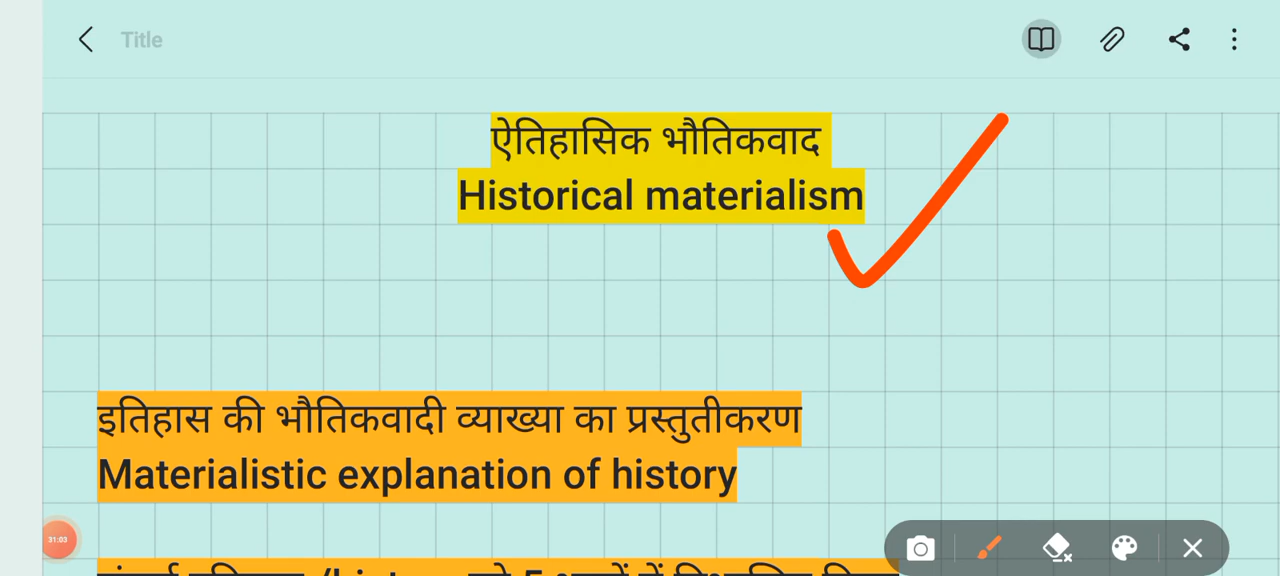 Title
ऐतिहासिक भौतिकवाद
Historical materialism
इतिहास की भौतिकवादी व्याख्या का प्रस्तुतीकरण
Materialistic explanation of history
31:03